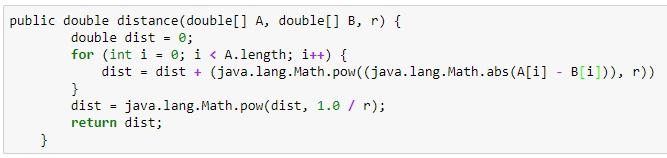 public double distance(double[] A, double[] B, r) {
double dist = 0;
for (int i = 0; i < A.length; i++) {
dist = dist + (java.lang.Math.pow((java.lang.Math.abs(A[i] - B[i])), r))
}
dist = java.lang.Math.pow(dist, 1.0 / r);
return dist;
}